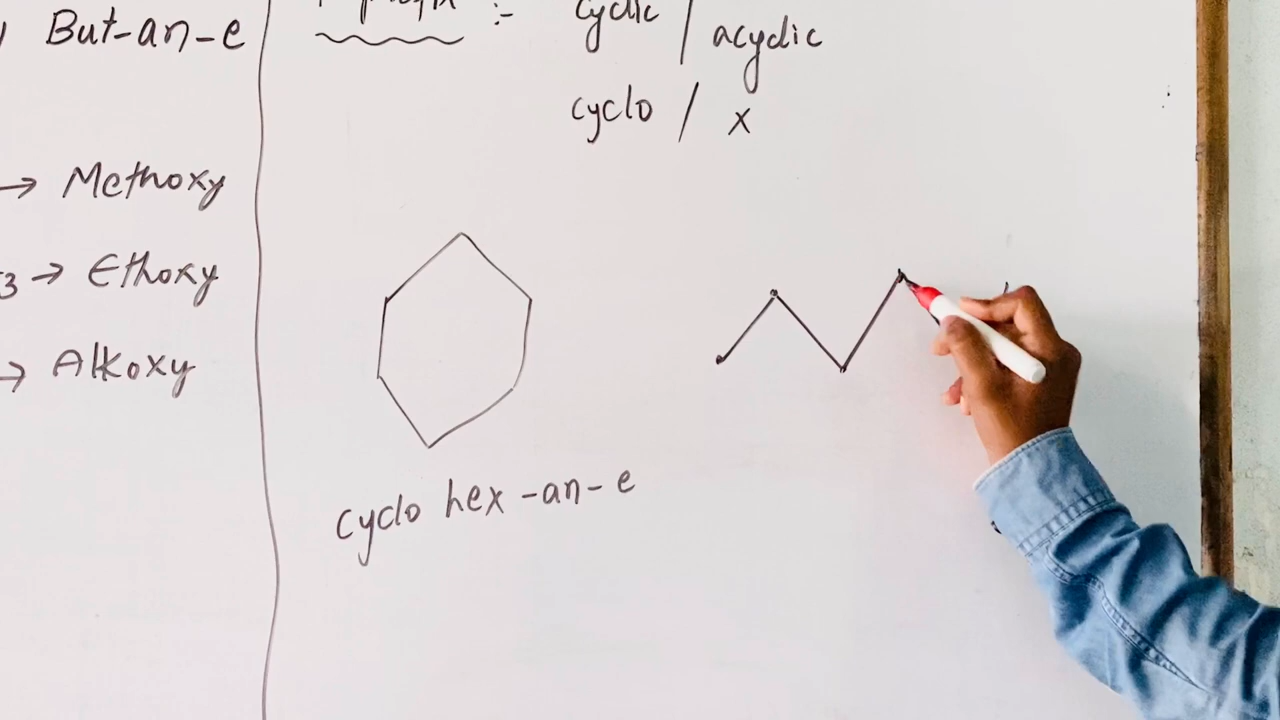 But-an-e
→ Methoxy
3 → Ethoxy
→ Alkoxy
:- cyclic / acyclic
cyclo / x
cyclo hex-an-e